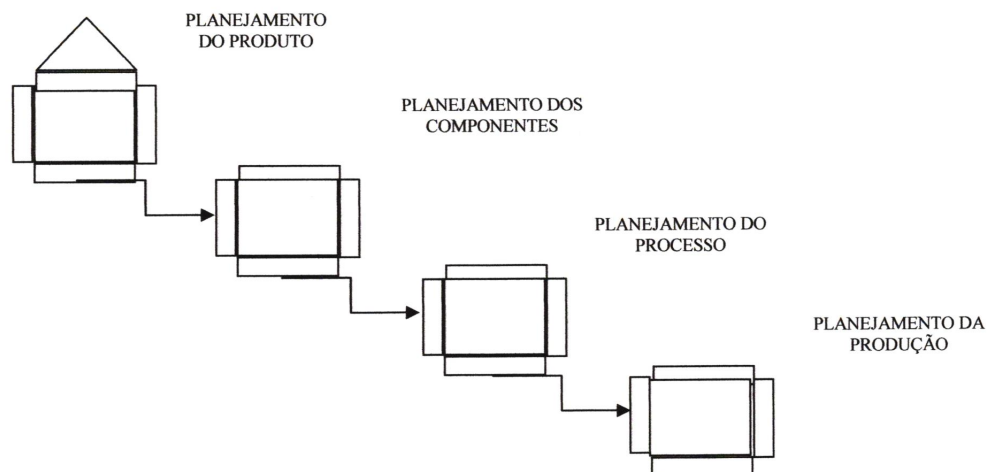 PLANEJAMENTO
DO PRODUTO
PLANEJAMENTO DOS
COMPONENTES
PLANEJAMENTO DO
PROCESSO
PLANEJAMENTO DA
PRODUÇÃO